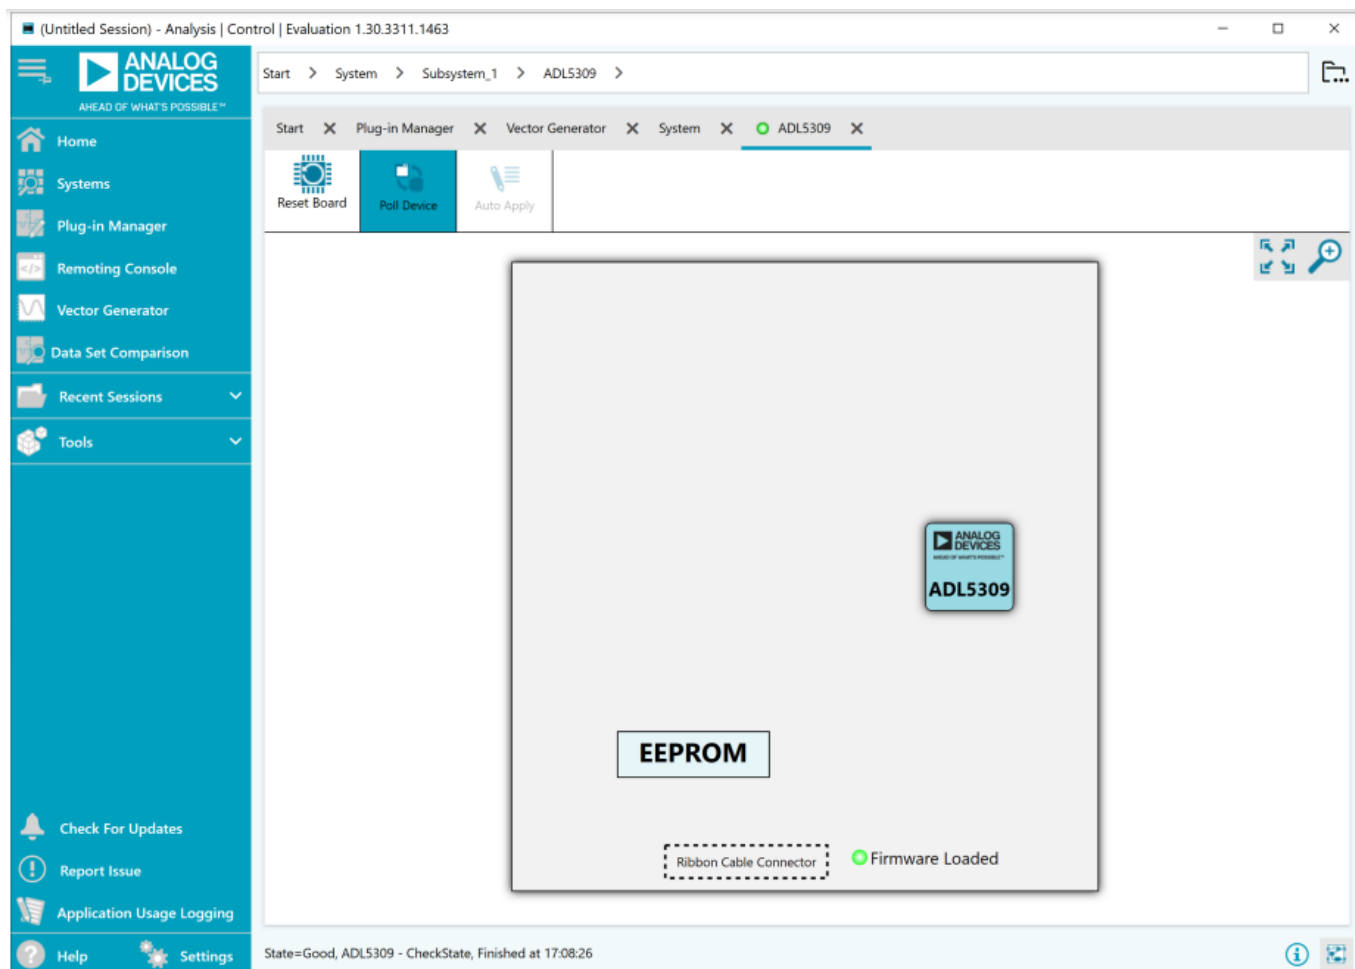 (Untitled Session) - Analysis | Control | Evaluation 1.30.3311.1463
ANALOG
DEVICES
AHEAD OF WHAT'S POSSIBLE™
Start > System > Subsystem_1 > ADL5309 >
Start Plug-in Manager Vector Generator System ADL5309
Home
Systems
Plug-in Manager
Remoting Console
Vector Generator
Data Set Comparison
Recent Sessions
Tools
Reset Board
Poll Device
Auto Apply
ANALOG
DEVICES
AHEAD OF WHAT'S POSSIBLE™
ADL5309
EEPROM
Ribbon Cable Connector
Firmware Loaded
Check For Updates
Report Issue
Application Usage Logging
Help Settings
State=Good, ADL5309 - CheckState, Finished at 17:08:26